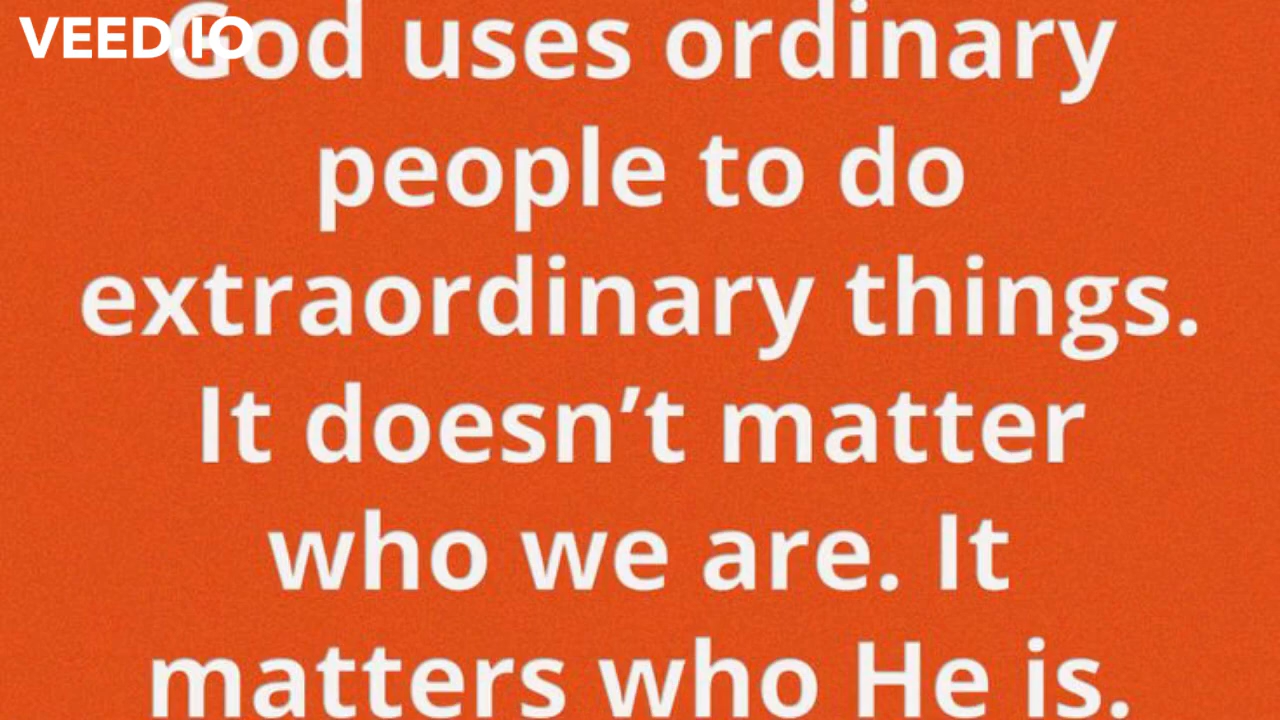 VEED.IO
God uses ordinary
people to do
extraordinary things.
It doesn’t matter
who we are. It
matters who He is.